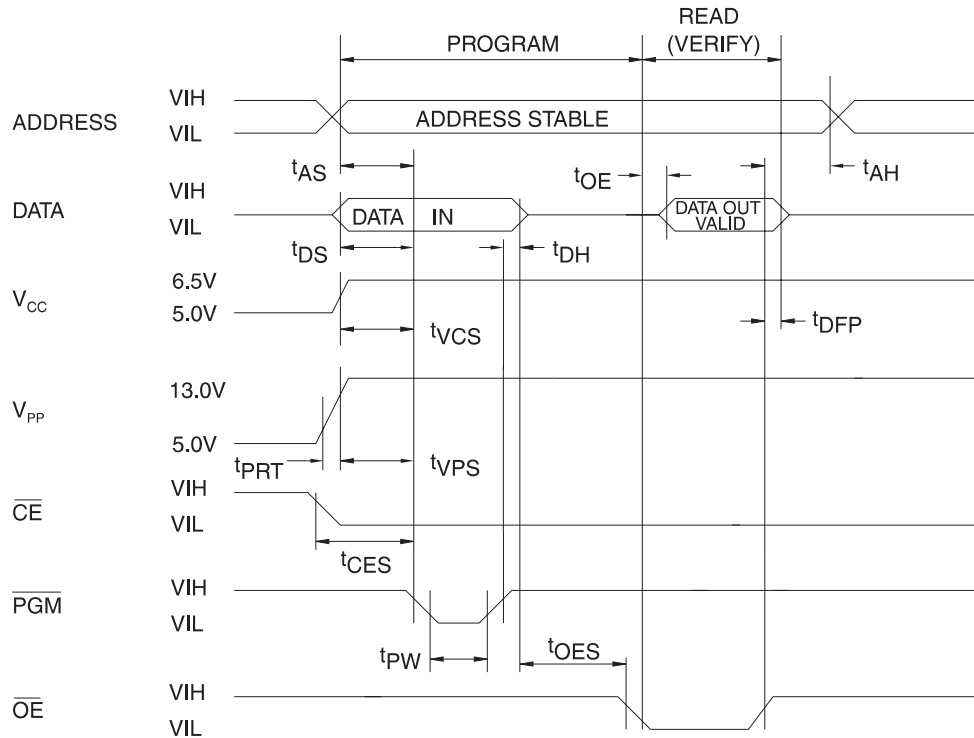 READ
PROGRAM (VERIFY)
ADDRESS VIH
VIL ADDRESS STABLE
tAS tOE tAH
DATA VIH
VIL DATA IN DATA OUT
VALID
tDS tDH
VCC 6.5V
5.0V
tVCS tDFP
VPP 13.0V
5.0V
tPRT tVPS
CE VIH
VIL
tCES
PGM VIH
VIL
tPW tOES
OE VIH
VIL